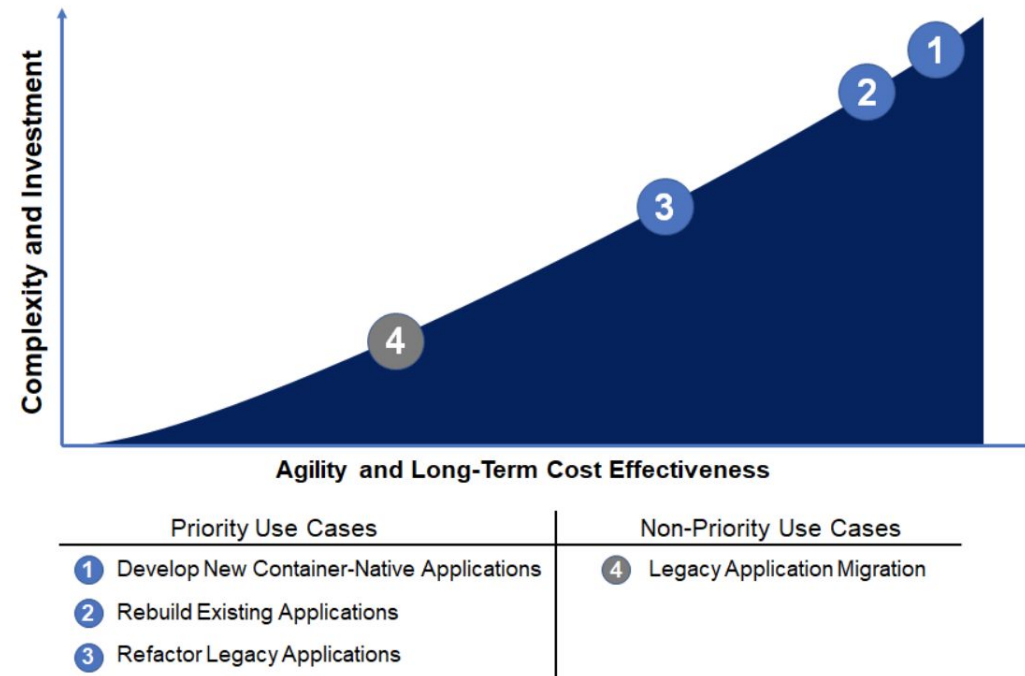 Complexity and Investment
1
2
3
4
Agility and Long-Term Cost Effectiveness
Priority Use Cases
Non-Priority Use Cases
1 Develop New Container-Native Applications
4 Legacy Application Migration
2 Rebuild Existing Applications
3 Refactor Legacy Applications